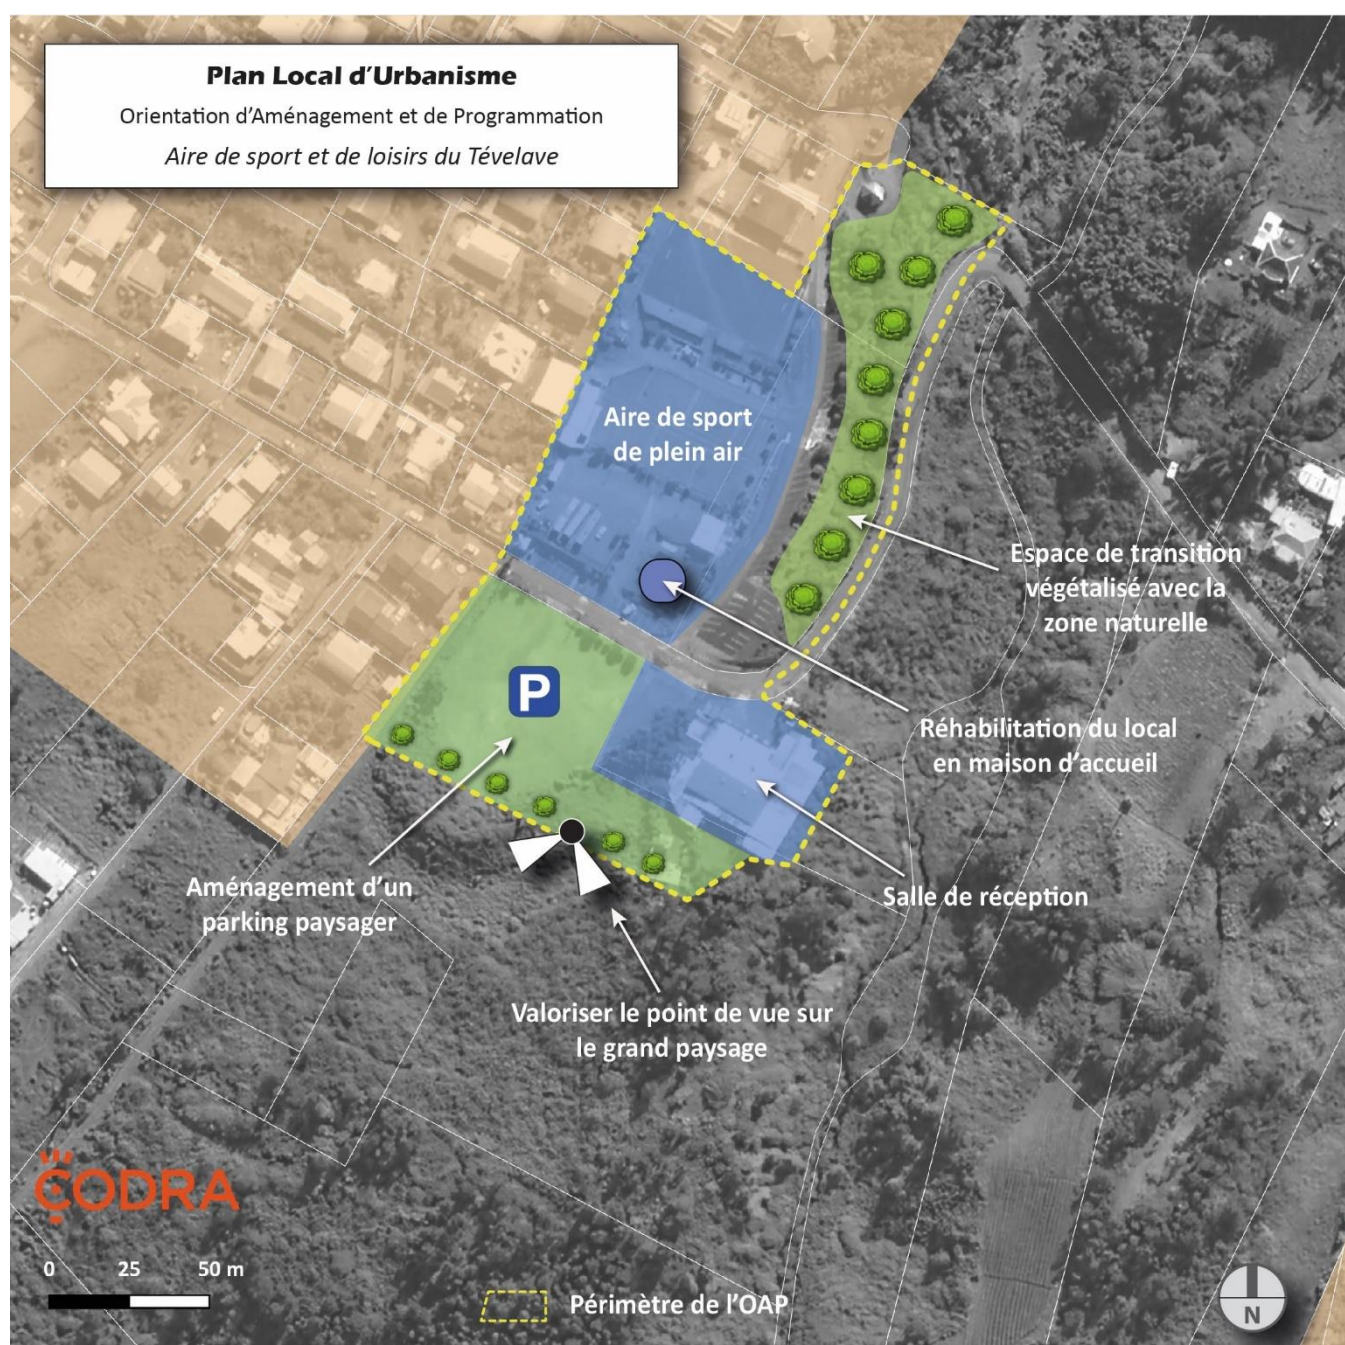 Plan Local d'Urbanisme
Orientation d'Aménagement et de Programmation
Aire de sport et de loisirs du Tévelave
Aire de sport
de plein air
P
Espace de transition
végétalisé avec la
zone naturelle
Réhabilitation du local
en maison d'accueil
Aménagement d'un
parking paysager
Salle de réception
Valoriser le point de vue sur
le grand paysage
CODRA
0 25 50 m
Périmètre de l'OAP
N